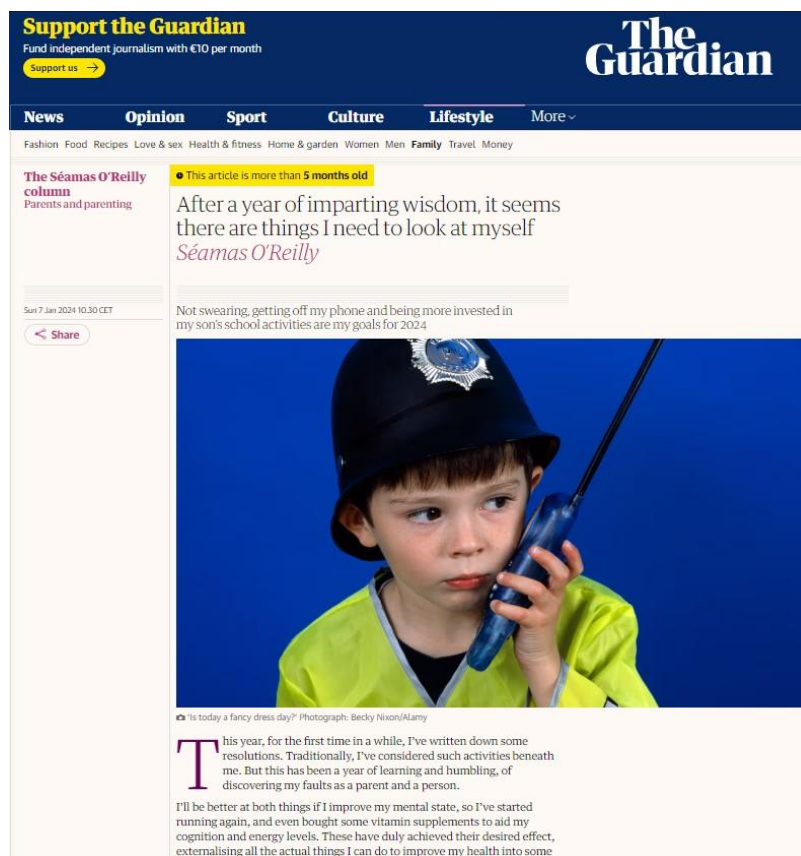 Support the Guardian
Fund independent journalism with €10 per month
Support us →
The
Guardian
News Opinion Sport Culture Lifestyle More
Fashion Food Recipes Love & sex Health & fitness Home & garden Women Men Family Travel Money
The Séamas O'Reilly
column
Parents and parenting
This article is more than 5 months old
After a year of imparting wisdom, it seems
there are things I need to look at myself
Séamas O'Reilly
Sun 7 Jan 2024 10.30 CET
Share
Not swearing, getting off my phone and being more invested in
my son's school activities are my goals for 2024
'Is today a fancy dress day?' Photograph: Becky Nixon/Alamy
This year, for the first time in a while, I've written down some
resolutions. Traditionally, I've considered such activities beneath
me. But this has been a year of learning and humbling, of
discovering my faults as a parent and a person.
I'll be better at both things if I improve my mental state, so I've started
running again, and even bought some vitamin supplements to aid my
cognition and energy levels. These have duly achieved their desired effect,
externalising all the actual things I can do to improve my health into some